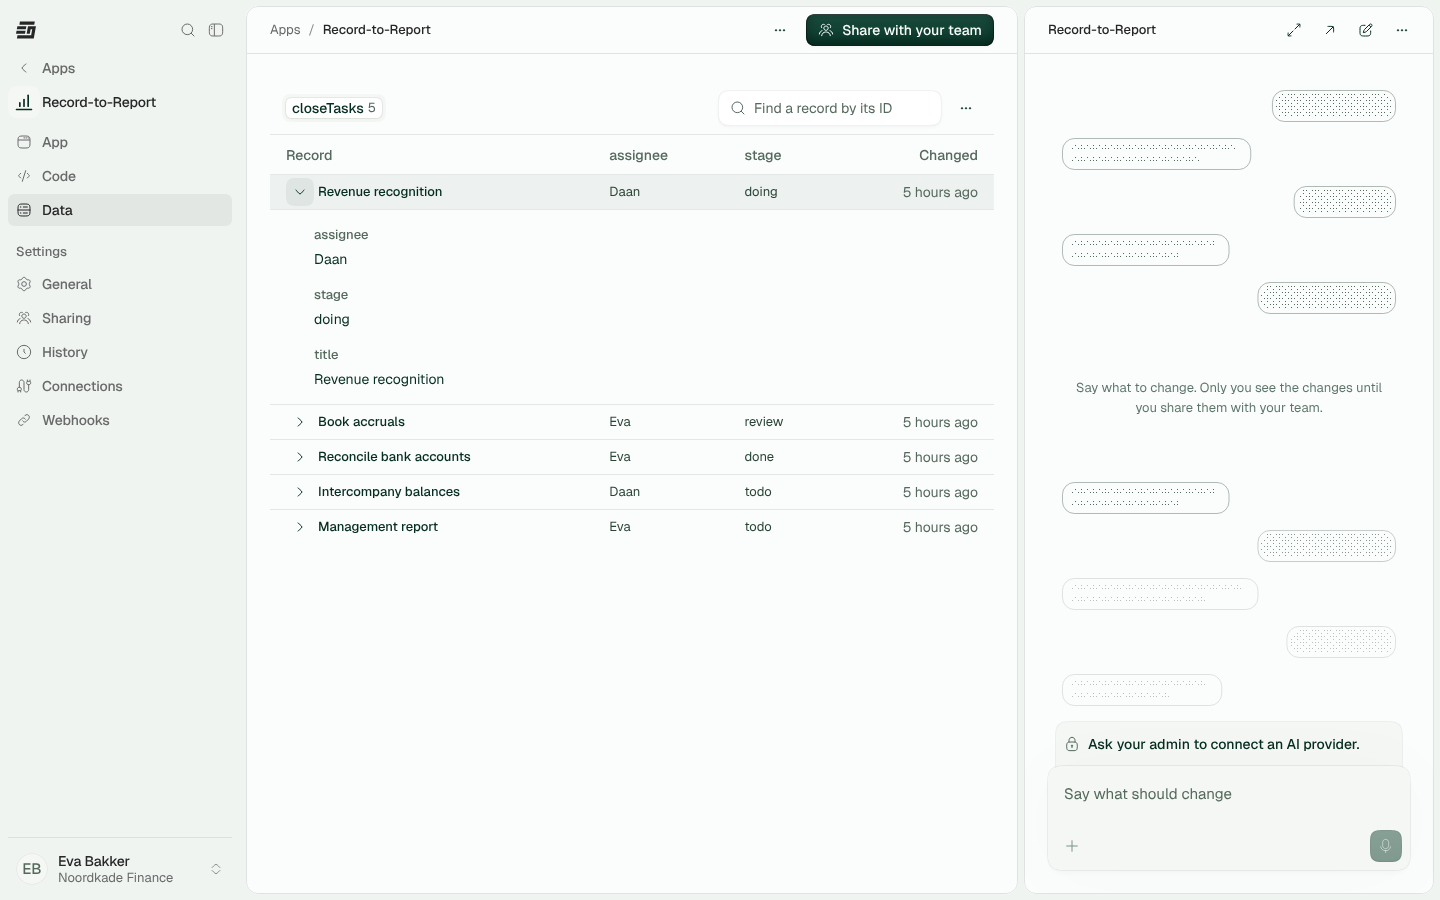 Apps
Record-to-Report
App
Code
Data
Settings
General
Sharing
History
Connections
Webhooks
EB
Eva Bakker
Noordkade Finance
Apps / Record-to-Report
Share with your team
closeTasks 5
Find a record by its ID
Record assignee stage Changed
Revenue recognition Daan doing 5 hours ago
assignee
Daan
stage
doing
title
Revenue recognition
Book accruals Eva review 5 hours ago
Reconcile bank accounts Eva done 5 hours ago
Intercompany balances Daan todo 5 hours ago
Management report Eva todo 5 hours ago
Record-to-Report
Say what to change. Only you see the changes until
you share them with your team.
Ask your admin to connect an AI provider.
Say what should change